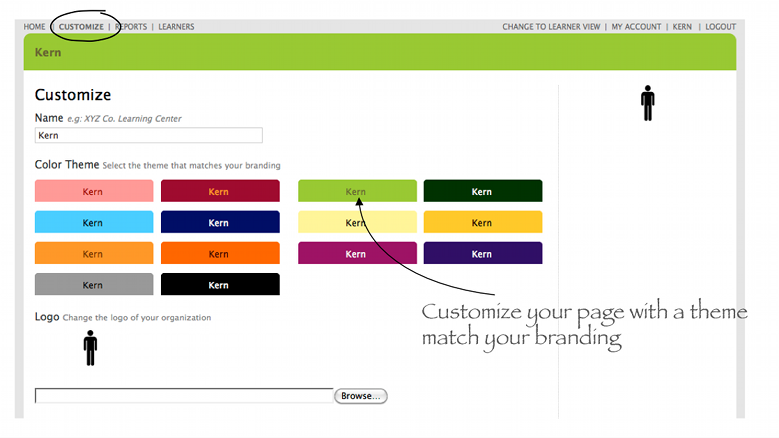 HOME | CUSTOMIZE | REPORTS | LEARNERS
CHANGE TO LEARNER VIEW | MY ACCOUNT | KERN | LOGOUT
Kern
Customize
Name e.g: XYZ Co. Learning Center
Kern
Color Theme Select the theme that matches your branding
Kern Kern Kern Kern
Kern Kern Kern Kern
Kern Kern Kern Kern
Kern Kern
Customize your page with a theme
match your branding
Logo Change the logo of your organization
Browse...